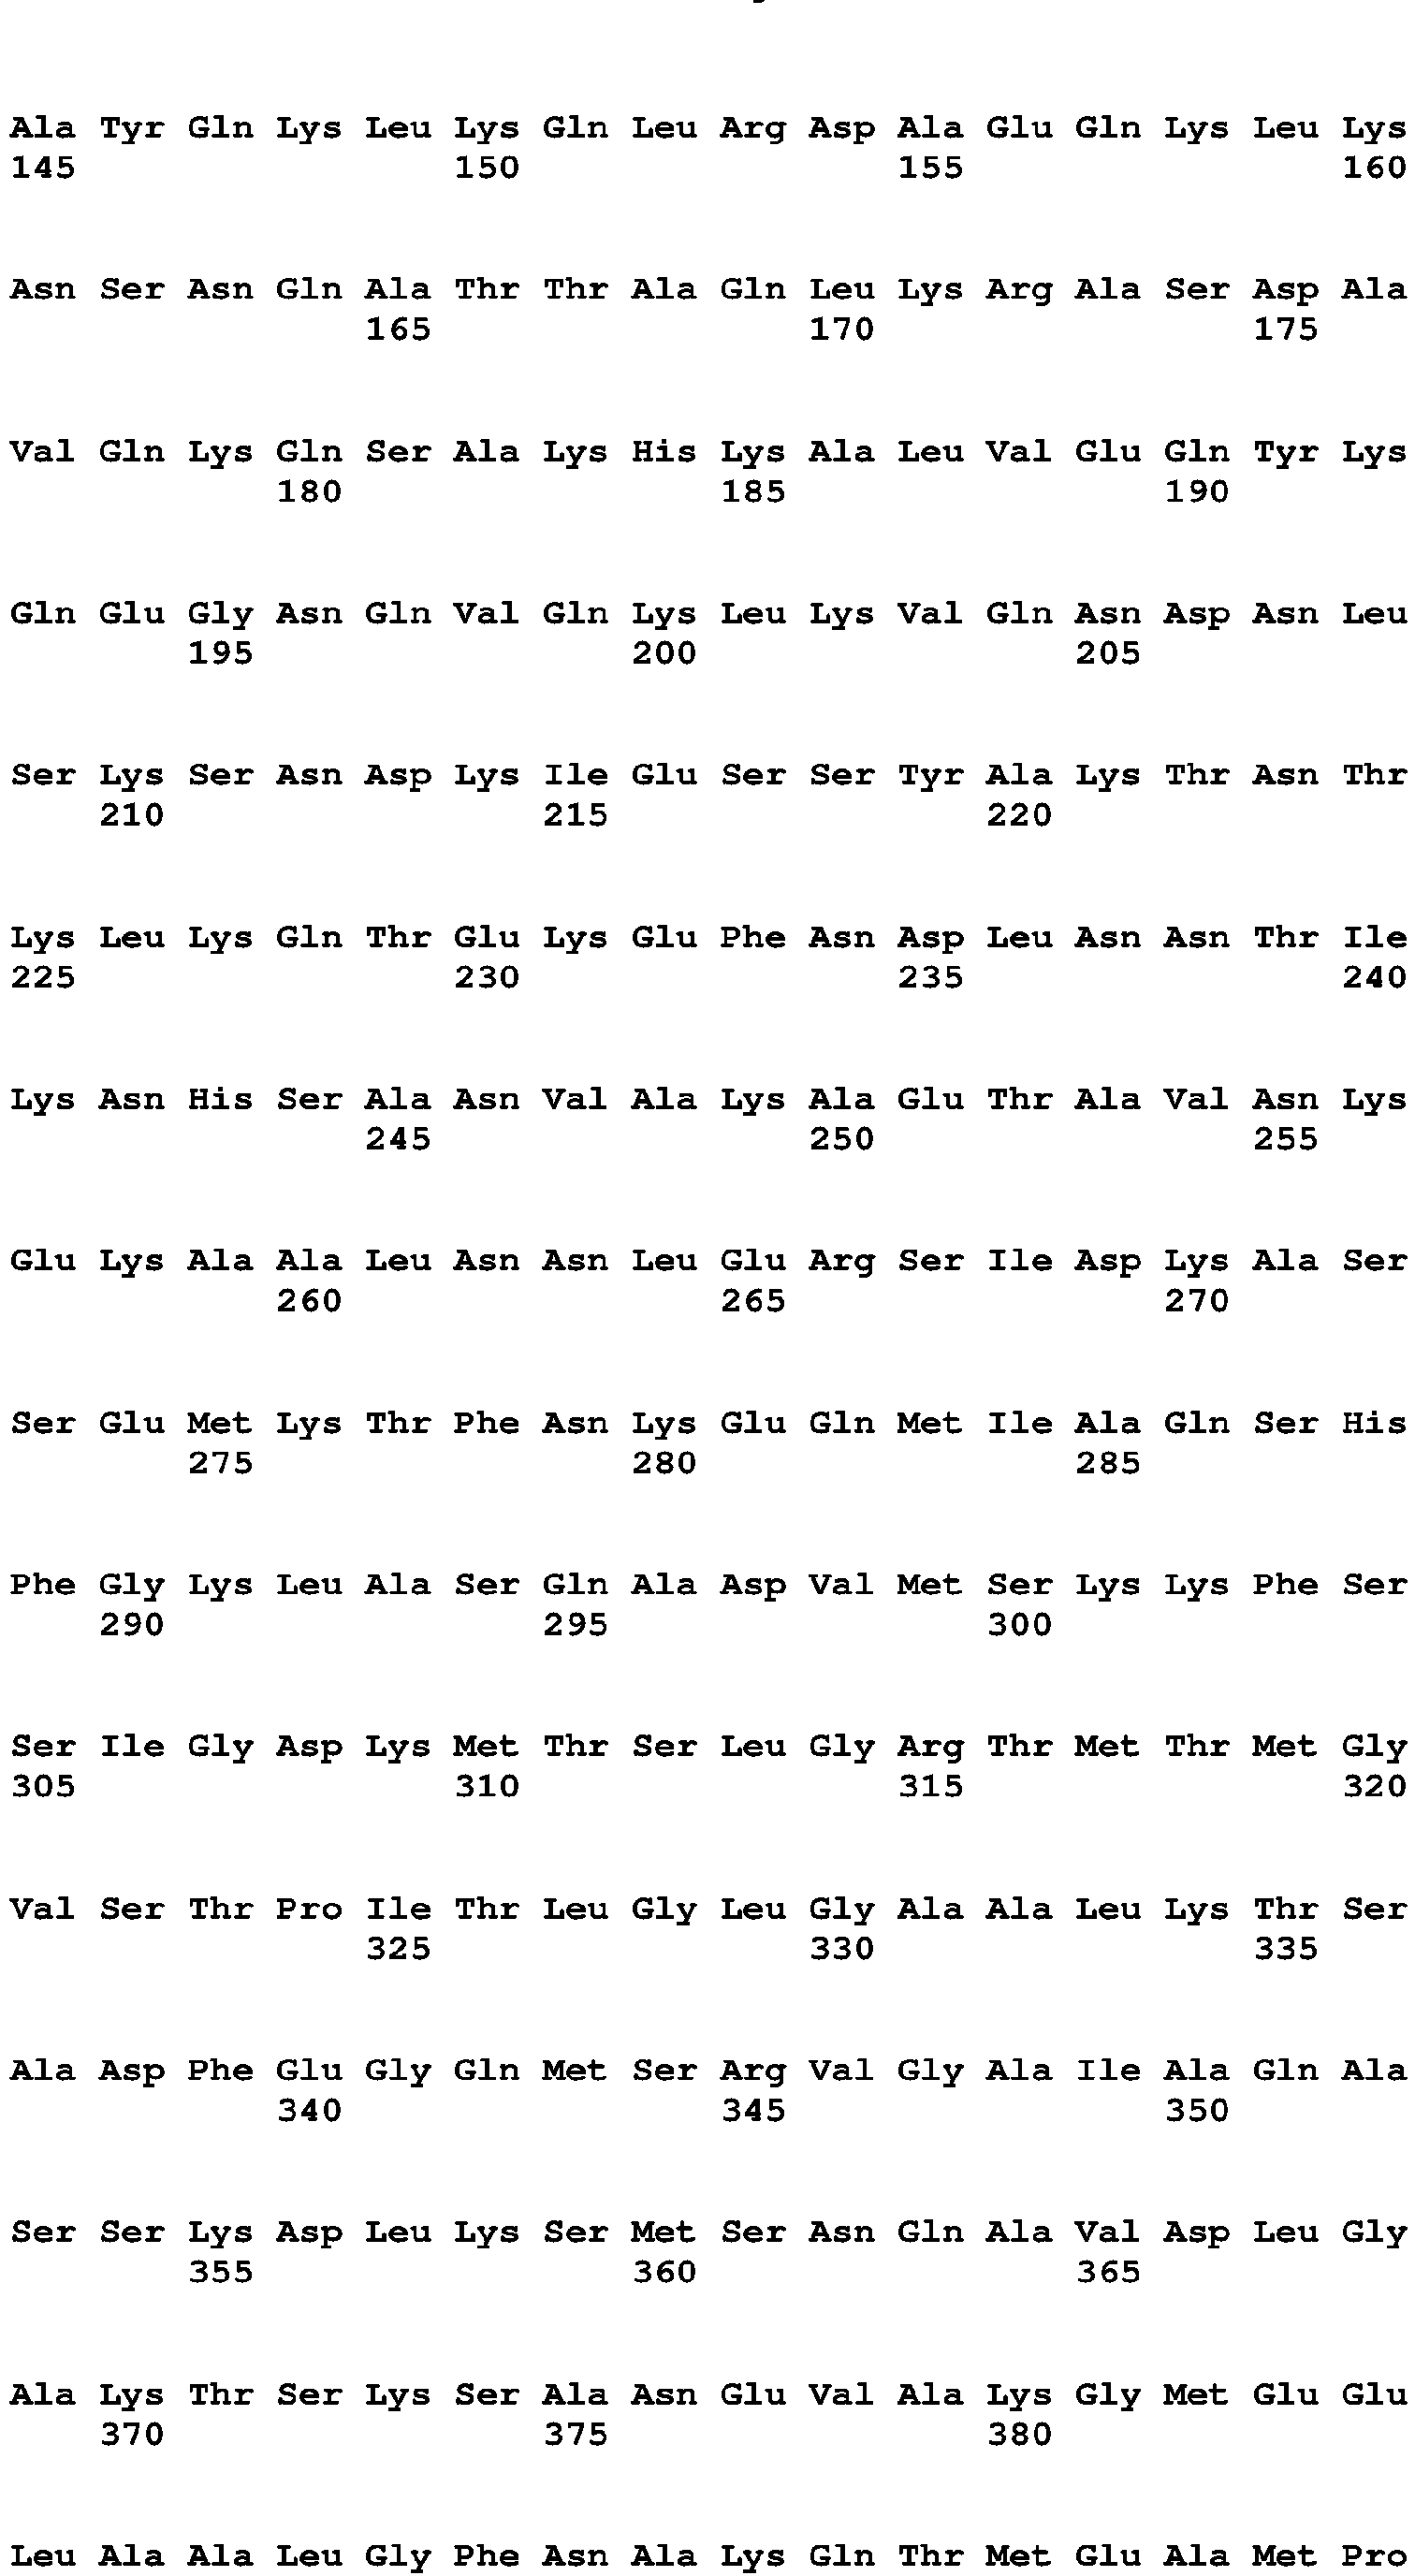 Ala Tyr Gln Lys Leu Lys Gln Leu Arg Asp Ala Glu Gln Lys Leu Lys
145 150 155 160
Asn Ser Asn Gln Ala Thr Thr Ala Gln Leu Lys Arg Ala Ser Asp Ala
165 170 175
Val Gln Lys Gln Ser Ala Lys His Lys Ala Leu Val Glu Gln Tyr Lys
180 185 190
Gln Glu Gly Asn Gln Val Gln Lys Leu Lys Val Gln Asn Asp Asn Leu
195 200 205
Ser Lys Ser Asn Asp Lys Ile Glu Ser Ser Tyr Ala Lys Thr Asn Thr
210 215 220
Lys Leu Lys Gln Thr Glu Lys Glu Phe Asn Asp Leu Asn Asn Thr Ile
225 230 235 240
Lys Asn His Ser Ala Asn Val Ala Lys Ala Glu Thr Ala Val Asn Lys
245 250 255
Glu Lys Ala Ala Leu Asn Asn Leu Glu Arg Ser Ile Asp Lys Ala Ser
260 265 270
Ser Glu Met Lys Thr Phe Asn Lys Glu Gln Met Ile Ala Gln Ser His
275 280 285
Phe Gly Lys Leu Ala Ser Gln Ala Asp Val Met Ser Lys Lys Phe Ser
290 295 300
Ser Ile Gly Asp Lys Met Thr Ser Leu Gly Arg Thr Met Thr Met Gly
305 310 315 320
Val Ser Thr Pro Ile Thr Leu Gly Leu Gly Ala Ala Leu Lys Thr Ser
325 330 335
Ala Asp Phe Glu Gly Gln Met Ser Arg Val Gly Ala Ile Ala Gln Ala
340 345 350
Ser Ser Lys Asp Leu Lys Ser Met Ser Asn Gln Ala Val Asp Leu Gly
355 360 365
Ala Lys Thr Ser Lys Ser Ala Asn Glu Val Ala Lys Gly Met Glu Glu
370 375 380
Leu Ala Ala Leu Gly Phe Asn Ala Lys Gln Thr Met Glu Ala Met Pro